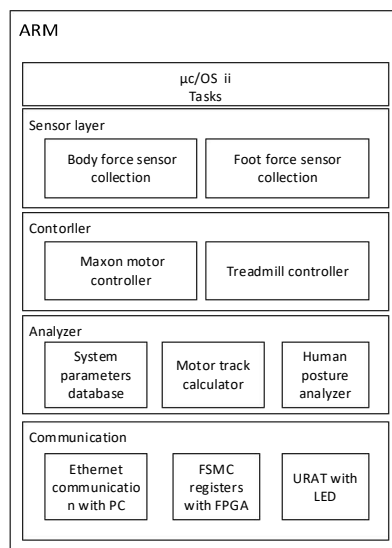 ARM
µc/OS ii
Tasks
Sensor layer
Body force sensor
collection
Foot force sensor
collection
Contorller
Maxon motor
controller
Treadmill controller
Analyzer
System
parameters
database
Motor track
calculator
Human
posture
analyzer
Communication
Ethernet
communicatio
n with PC
FSMC
registers
with FPGA
URAT with
LED